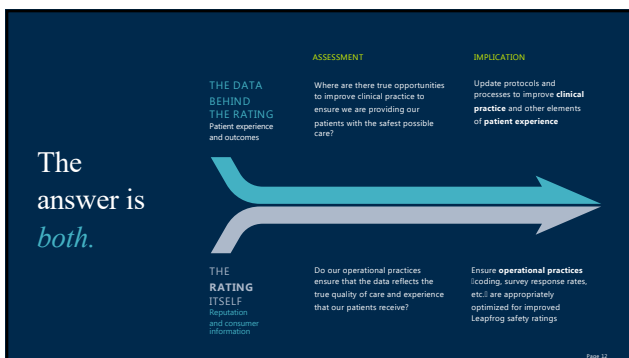 ASSESSMENT
IMPLICATION
THE DATA
BEHIND
THE RATING
Patient experience
and outcomes
Where are there true opportunities
to improve clinical practice to
ensure we are providing our
patients with the safest possible
care?
Update protocols and
processes to improve clinical
practice and other elements
of patient experience
The
answer is
both.
THE
RATING
ITSELF
Reputation
and consumer
information
Do our operational practices
ensure that the data reflects the
true quality of care and experience
that our patients receive?
Ensure operational practices
▯coding, survey response rates,
etc.▯ are appropriately
optimized for improved
Leapfrog safety ratings
Page 12